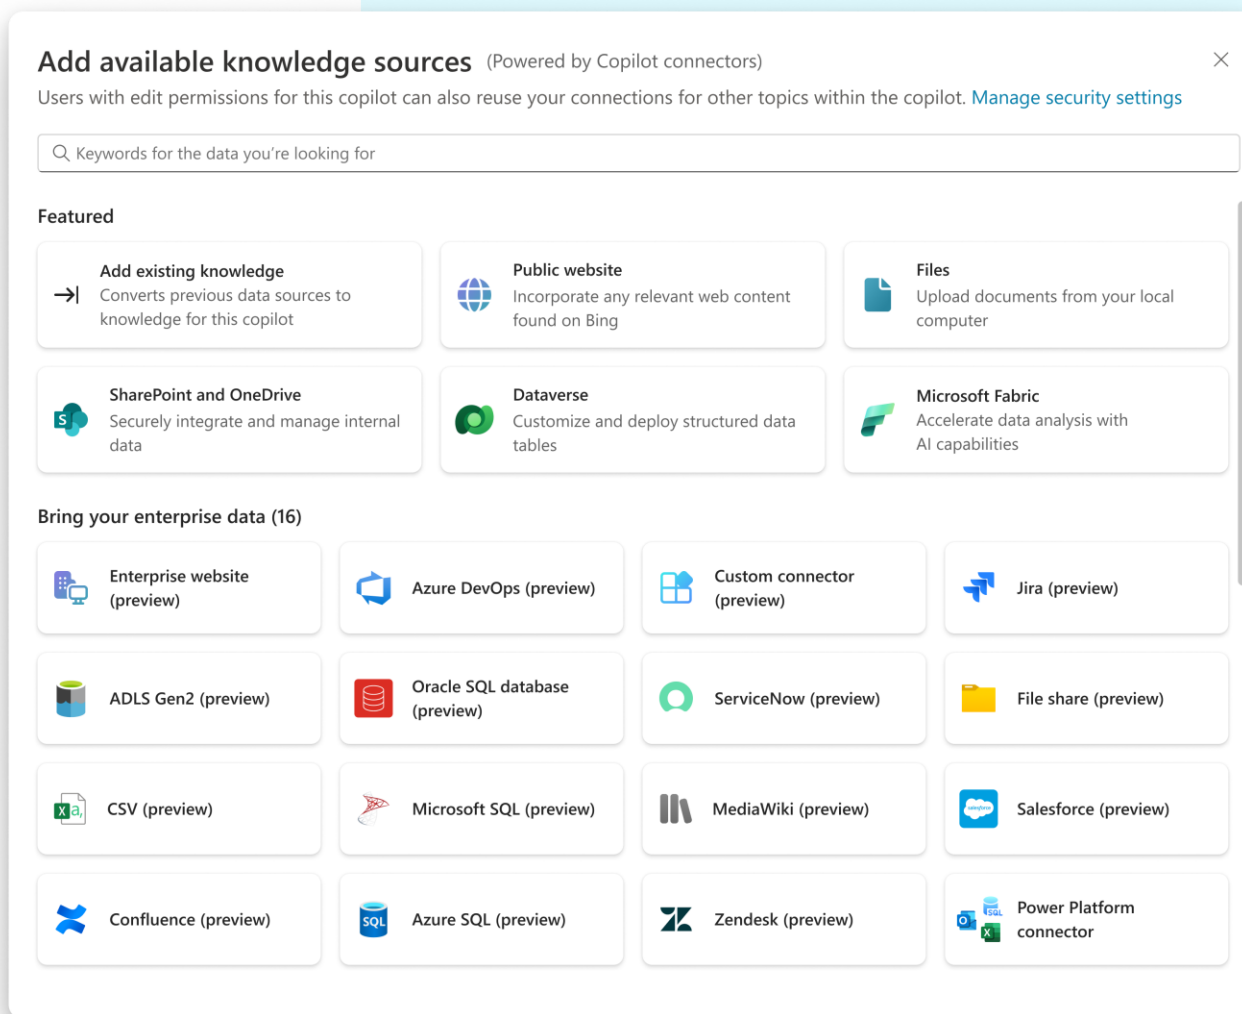 Add available knowledge sources (Powered by Copilot connectors)
Users with edit permissions for this copilot can also reuse your connections for other topics within the copilot. Manage security settings
Keywords for the data you're looking for
Featured
Add existing knowledge
Converts previous data sources to
knowledge for this copilot
Public website
Incorporate any relevant web content
found on Bing
Files
Upload documents from your local
computer
S
SharePoint and OneDrive
Securely integrate and manage internal
data
Dataverse
Customize and deploy structured data
tables
Microsoft Fabric
Accelerate data analysis with
AI capabilities
Bring your enterprise data (16)
Enterprise website
(preview)
Azure DevOps (preview)
Custom connector
(preview)
Jira (preview)
ADLS Gen2 (preview)
Oracle SQL database
(preview)
ServiceNow (preview)
File share (preview)
X a,
CSV (preview)
Microsoft SQL (preview)
MediaWiki (preview)
salesforce
Salesforce (preview)
Confluence (preview)
SQL
Azure SQL (preview)
Zendesk (preview)
SQL
O
X
Power Platform
connector